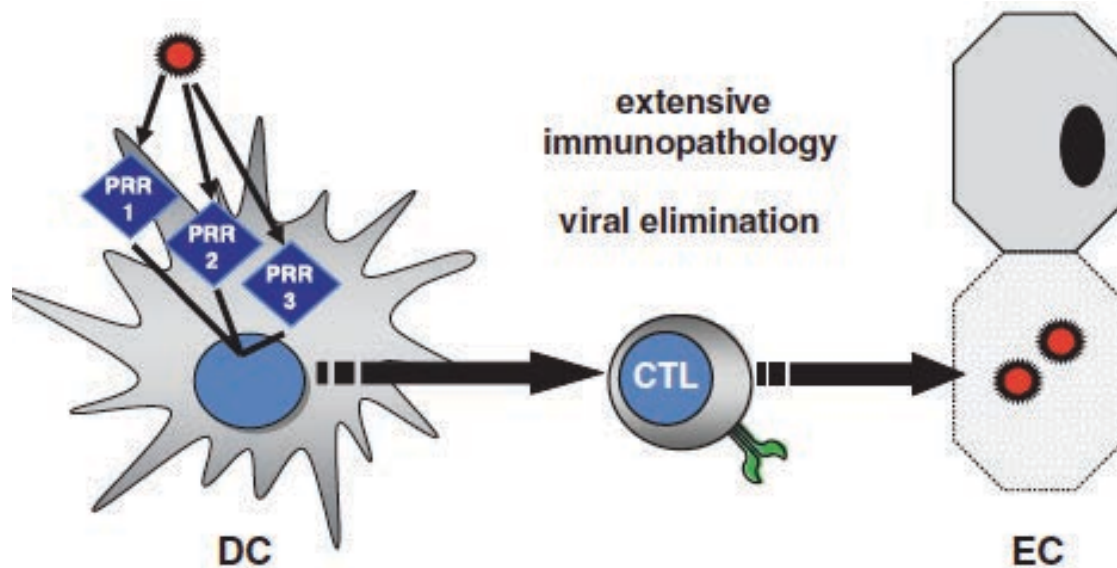 extensive
immunopathology
viral elimination
PRR
1
PRR
2
PRR
3
CTL
DC
EC